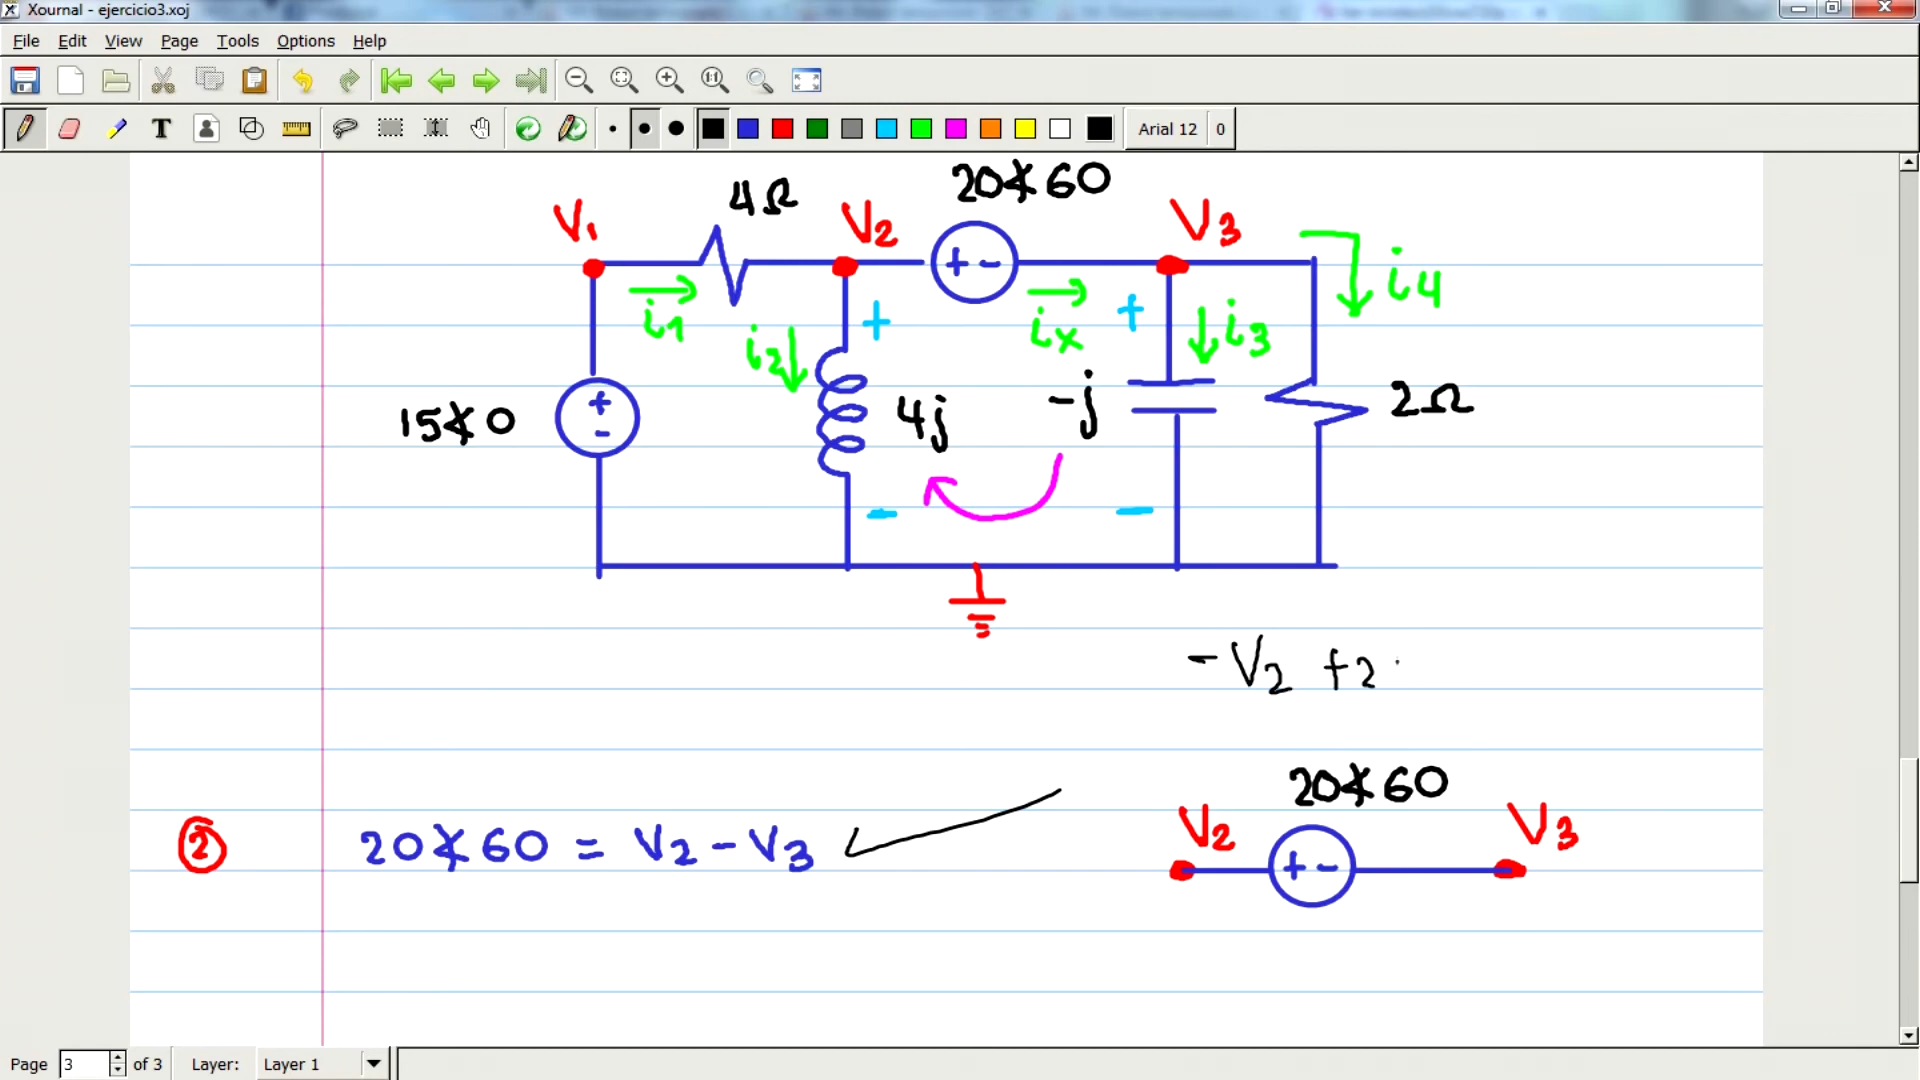 Xournal - ejercicio3.xoj
File Edit View Page Tools Options Help
Arial 12 0
4Ω 20∡60
V1 V2 + - V3
i1 ix i4
i2 + + i3
15∡0 + - 4j -j 2Ω
- -
-V2 +2
20∡60
② 20∡60 = V2 - V3 V2 + - V3
Page 3 of 3 Layer: Layer 1